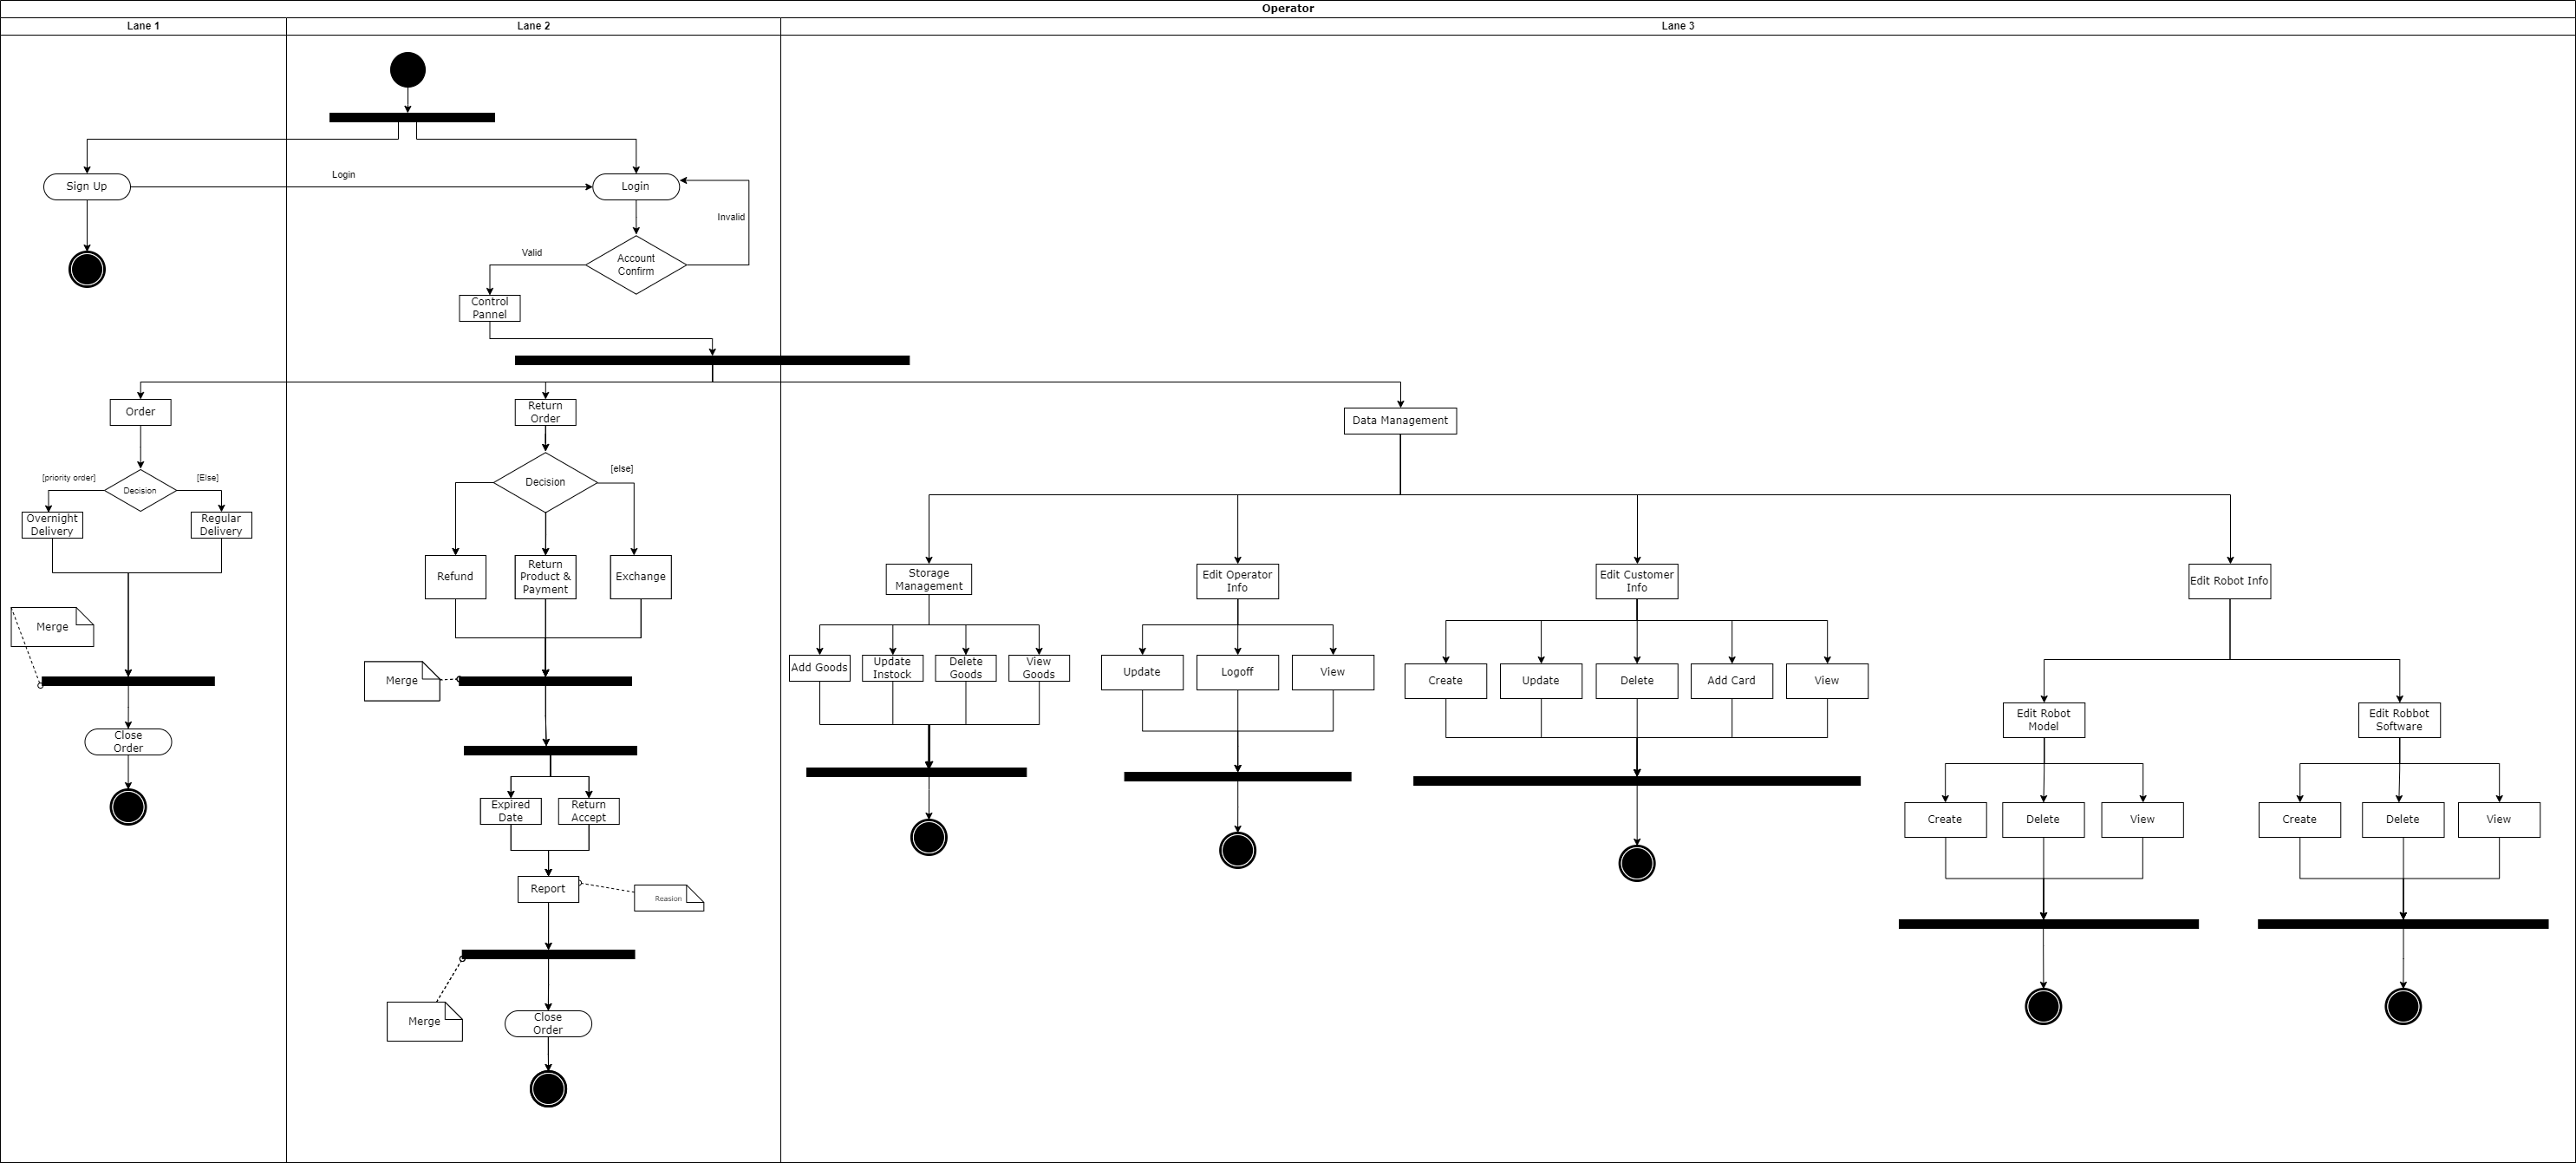 Operator
Lane 1
Lane 2
Lane 3
Sign Up
Login
Login
Invalid
Account
Confirm
Valid
Control
Pannel
Order
Return
Order
Data Management
[priority order]
Decision
[Else]
Overnight
Delivery
Regular
Delivery
Decision
[else]
Refund
Return
Product &
Payment
Exchange
Storage
Management
Edit Operator
Info
Edit Customer
Info
Edit Robot Info
Merge
Merge
Add Goods
Update
Instock
Delete
Goods
View
Goods
Update
Logoff
View
Create
Update
Delete
Add Card
View
Edit Robot
Model
Edit Robbot
Software
Close
Order
Expired
Date
Return
Accept
Create
Delete
View
Create
Delete
View
Report
Reasion
Merge
Close
Order